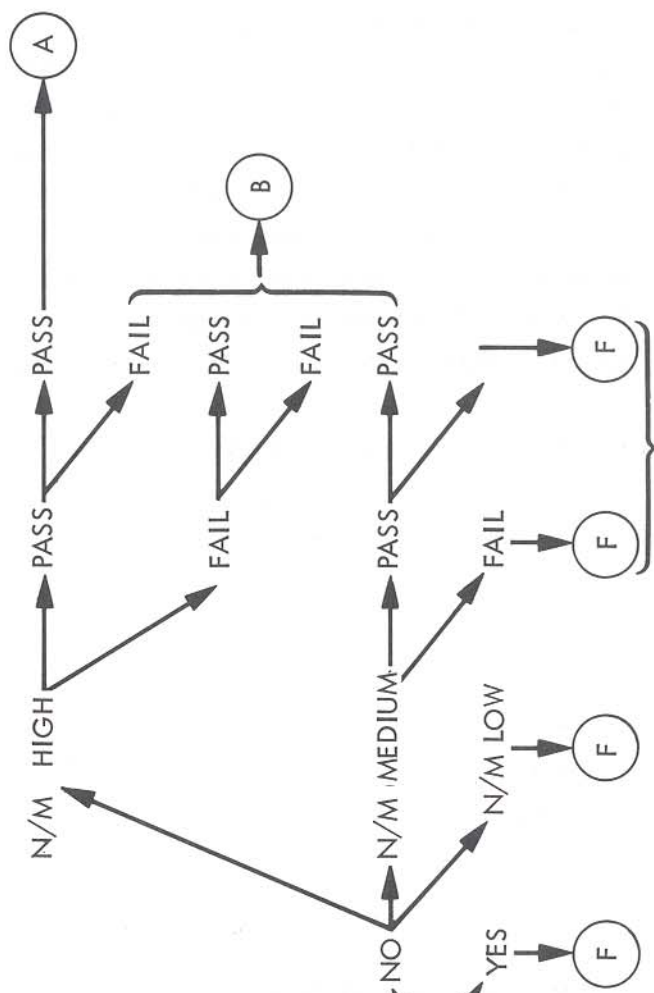 A
N/M HIGH PASS PASS
FAIL
B
FAIL PASS
FAIL
NO N/M MEDIUM PASS PASS
YES N/M LOW FAIL
F F F F